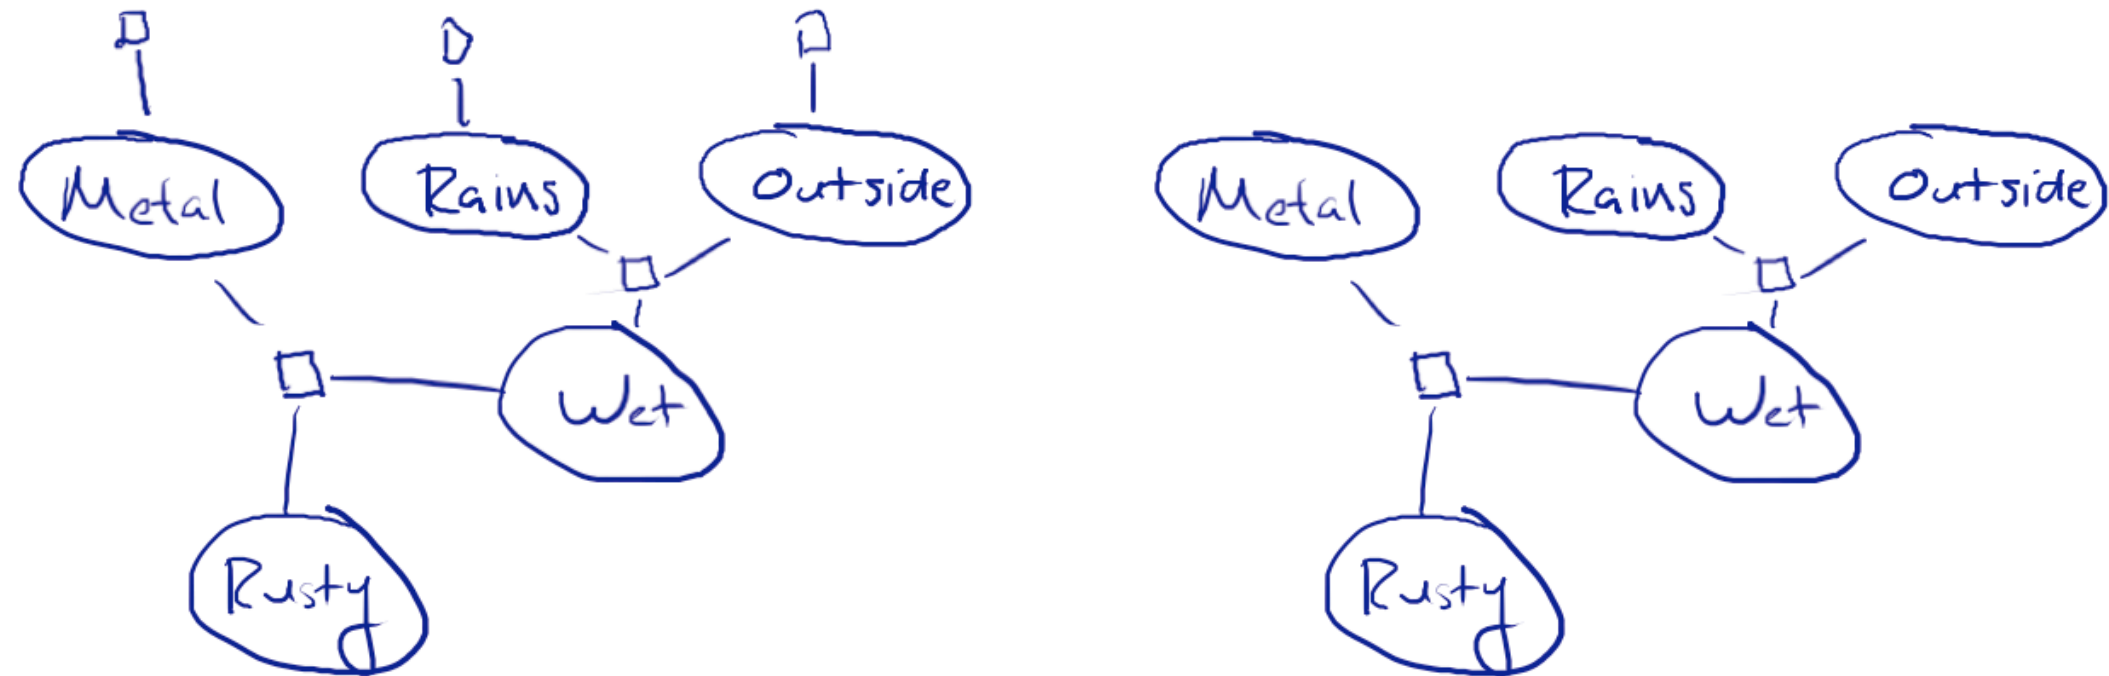 Metal Rains Outside Metal Rains Outside
Wet Wet
Rusty Rusty